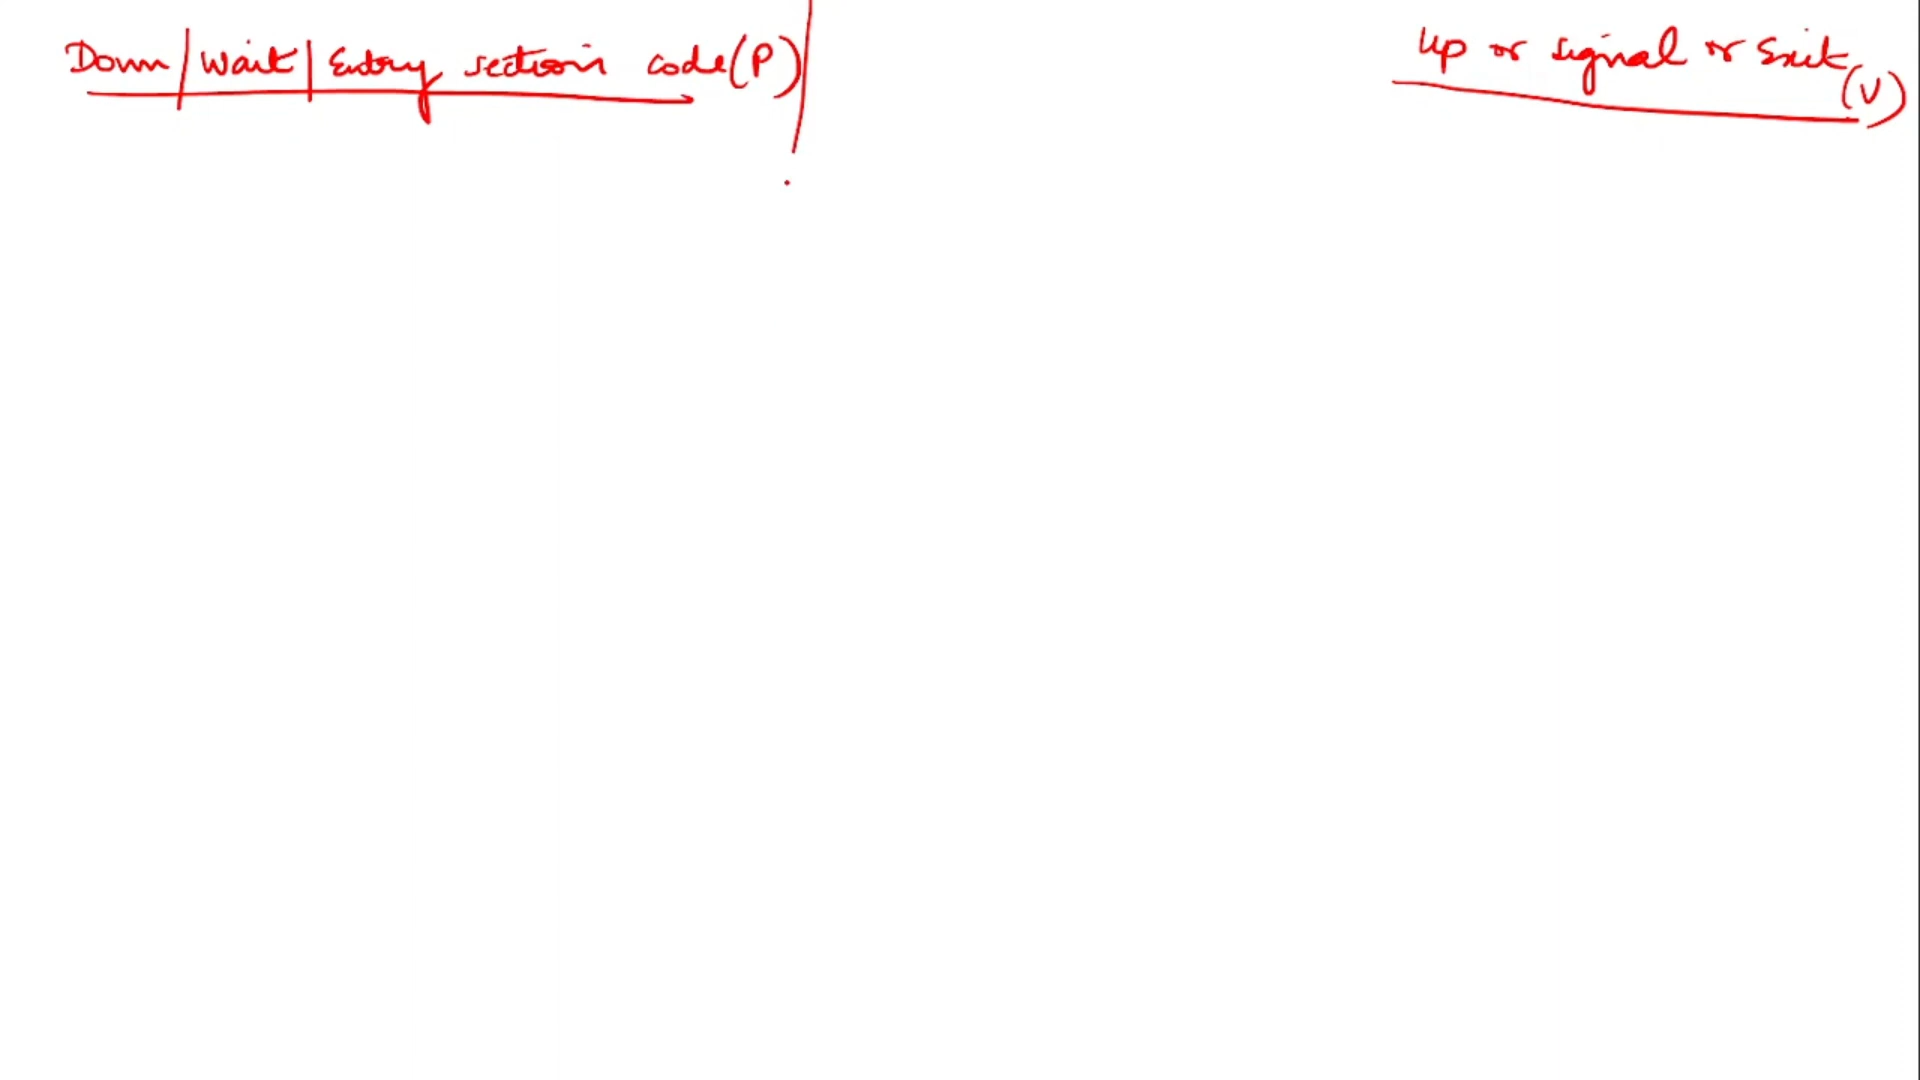 Down/Wait/Entry section code(P)
Up or signal or Exit
(V)